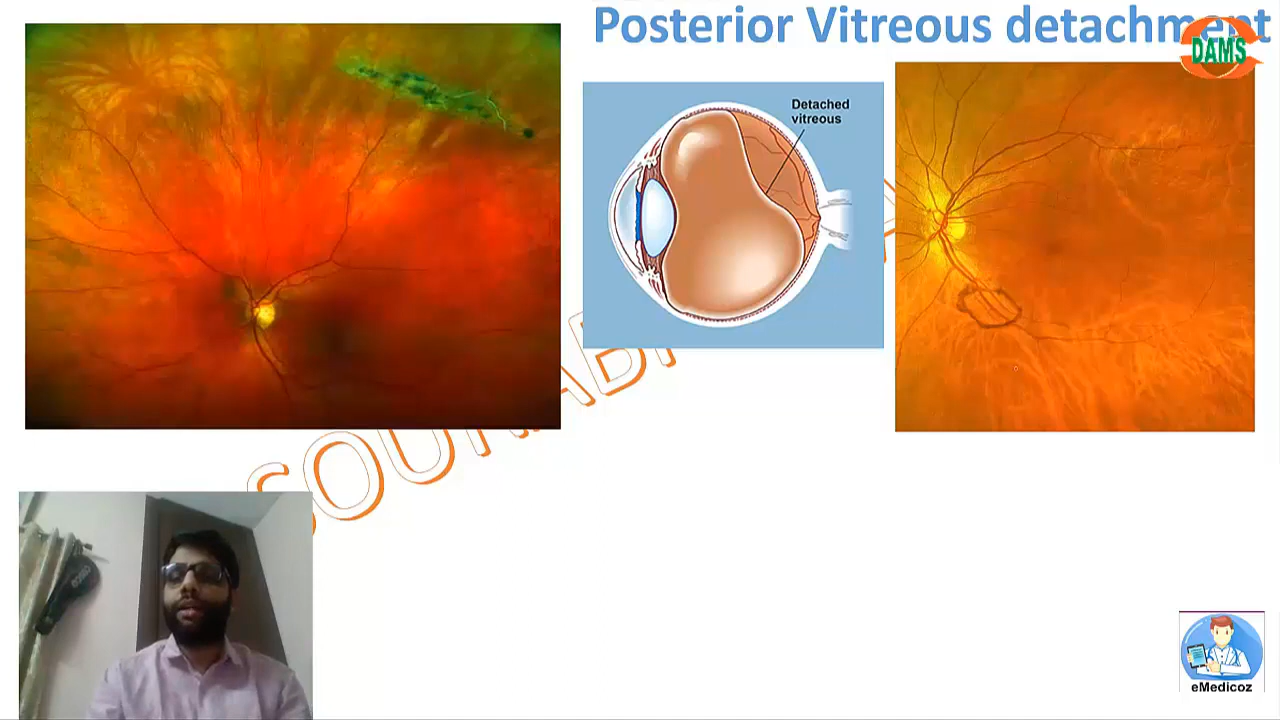 Posterior Vitreous detachment
DAMS
Detached
vitreous
eMedicoz